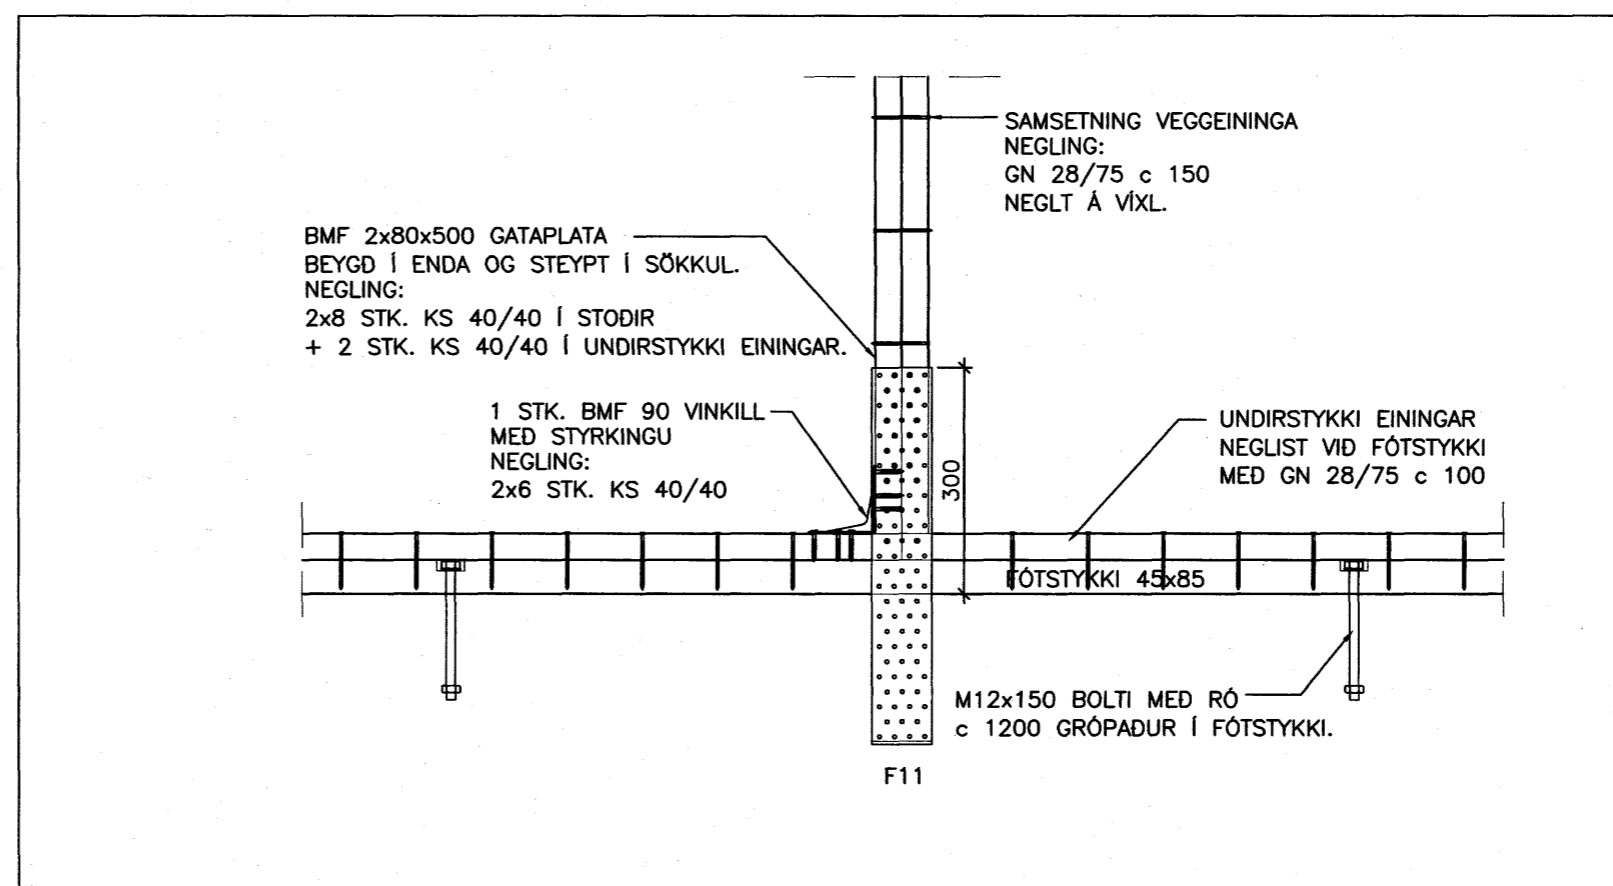 SAMSETNING VEGGEININGA
NEGLING:
GN 28/75 c 150
NEGLT Á VÍXL.
BMF 2x80x500 GATAPLATA
BEYGÐ Í ENDA OG STEYPT Í SÖKKUL.
NEGLING:
2x8 STK. KS 40/40 Í STOÐIR
+ 2 STK. KS 40/40 Í UNDIRSTYKKI EININGAR.
1 STK. BMF 90 VINKILL
MEÐ STYRKINGU
NEGLING:
2x6 STK. KS 40/40
UNDIRSTYKKI EININGAR
NEGLIST VIÐ FÓTSTYKKI
MEÐ GN 28/75 c 100
300
FÓTSTYKKI 45x85
M12x150 BOLTI MEÐ RÓ
c 1200 GRÓPAÐUR Í FÓTSTYKKI.
F11